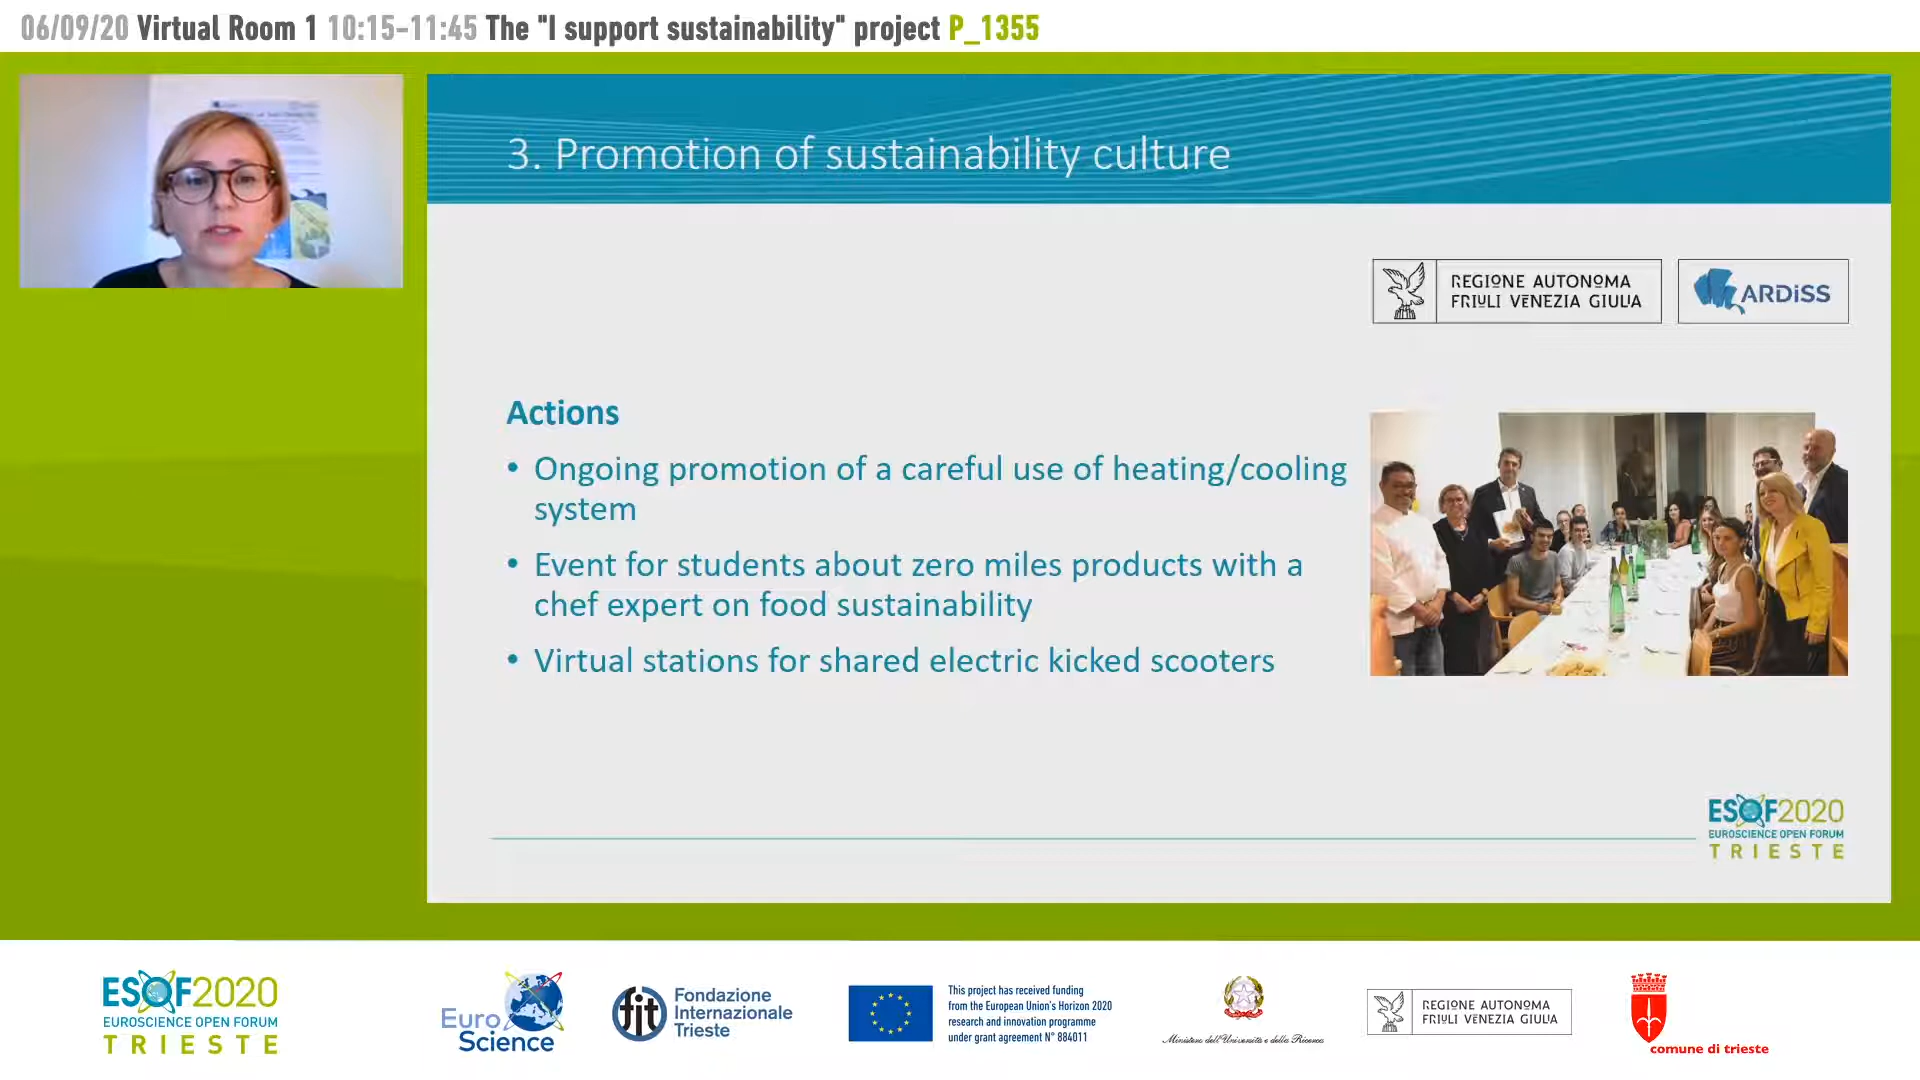 06/09/20 Virtual Room 1 10:15-11:45 The "I support sustainability" project P_1355
3. Promotion of sustainability culture
REGIONE AUTONOMA
FRIULI VENEZIA GIULIA
ARDiSS
Actions
• Ongoing promotion of a careful use of heating/cooling
system
• Event for students about zero miles products with a
chef expert on food sustainability
• Virtual stations for shared electric kicked scooters
ESOF2020
EUROSCIENCE OPEN FORUM
TRIESTE
ESOF2020
EUROSCIENCE OPEN FORUM
TRIESTE
Euro
Science
fit
Fondazione
Internazionale
Trieste
This project has received funding
from the European Union's Horizon 2020
research and innovation programme
under grant agreement N° 884011
Ministero dell'Università e della Ricerca
REGIONE AUTONOMA
FRIULI VENEZIA GIULIA
comune di trieste